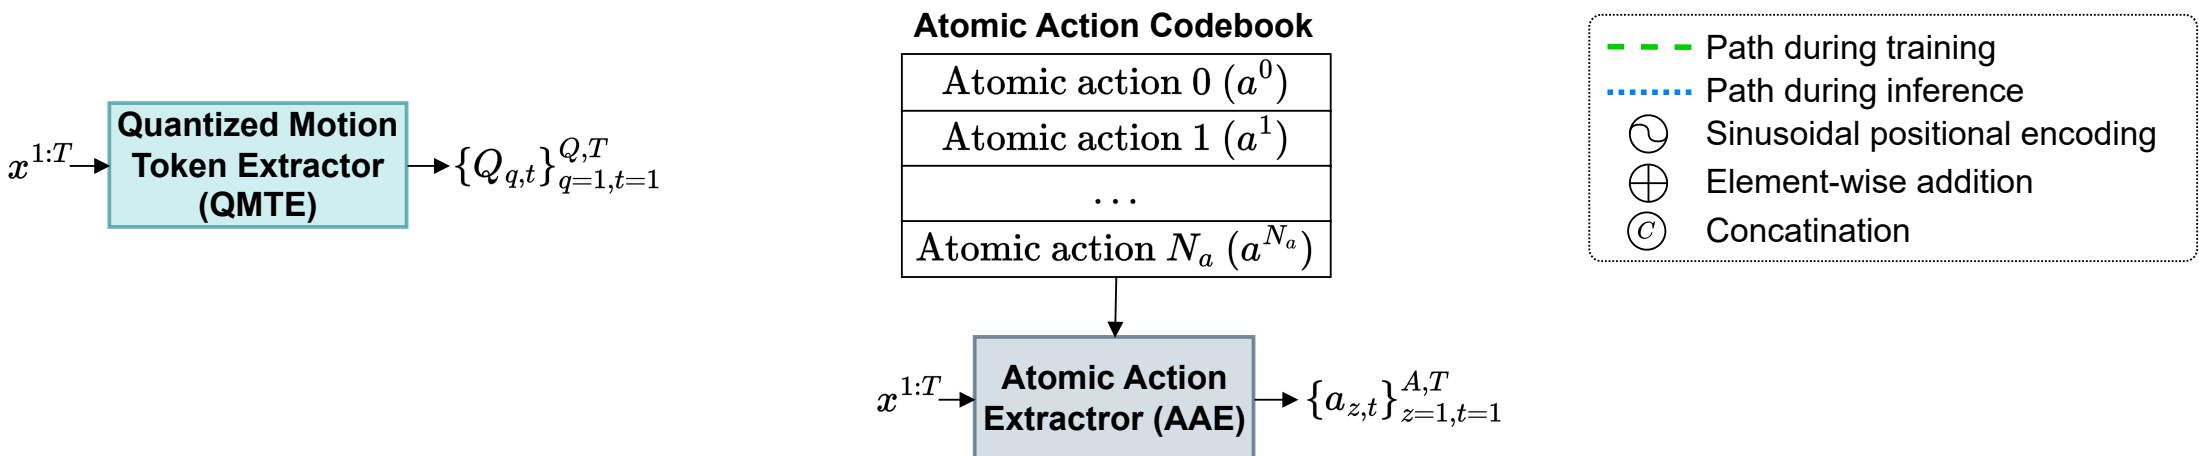 x^{1:T}
Quantized Motion
Token Extractor
(QMTE)
{Q_{q,t}}_{q=1,t=1}^{Q,T}
Atomic Action Codebook
Atomic action 0 (a^0)
Atomic action 1 (a^1)
...
Atomic action N_a (a^{N_a})
x^{1:T}
Atomic Action
Extractror (AAE)
{a_{z,t}}_{z=1,t=1}^{A,T}
Path during training
Path during inference
Sinusoidal positional encoding
Element-wise addition
C Concatination